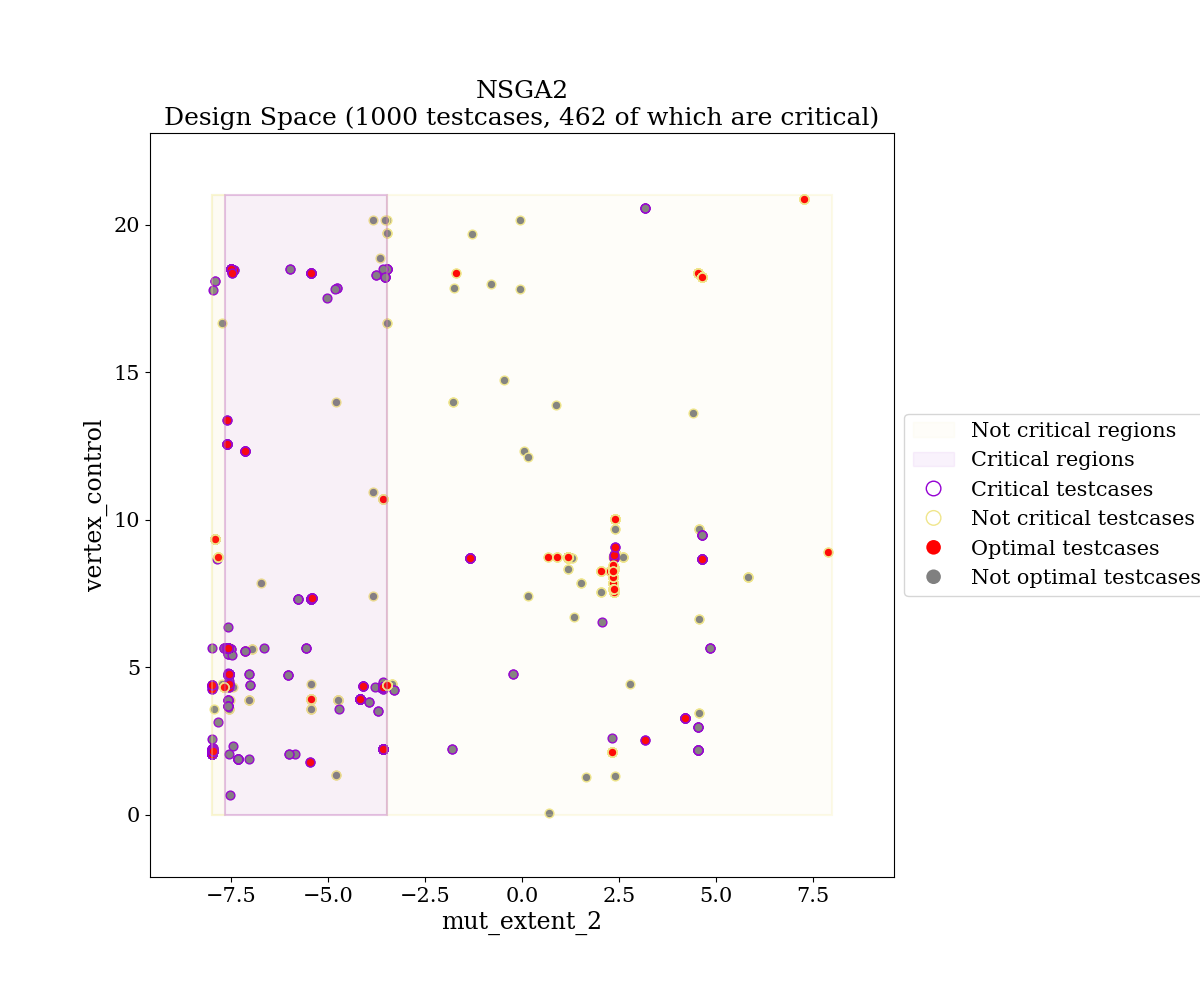 NSGA2
Design Space (1000 testcases, 462 of which are critical)
20
15
10
5
0
vertex_control
−7.5
−5.0
−2.5
0.0
2.5
5.0
7.5
mut_extent_2
Not critical regions
Critical regions
Critical testcases
Not critical testcases
Optimal testcases
Not optimal testcases